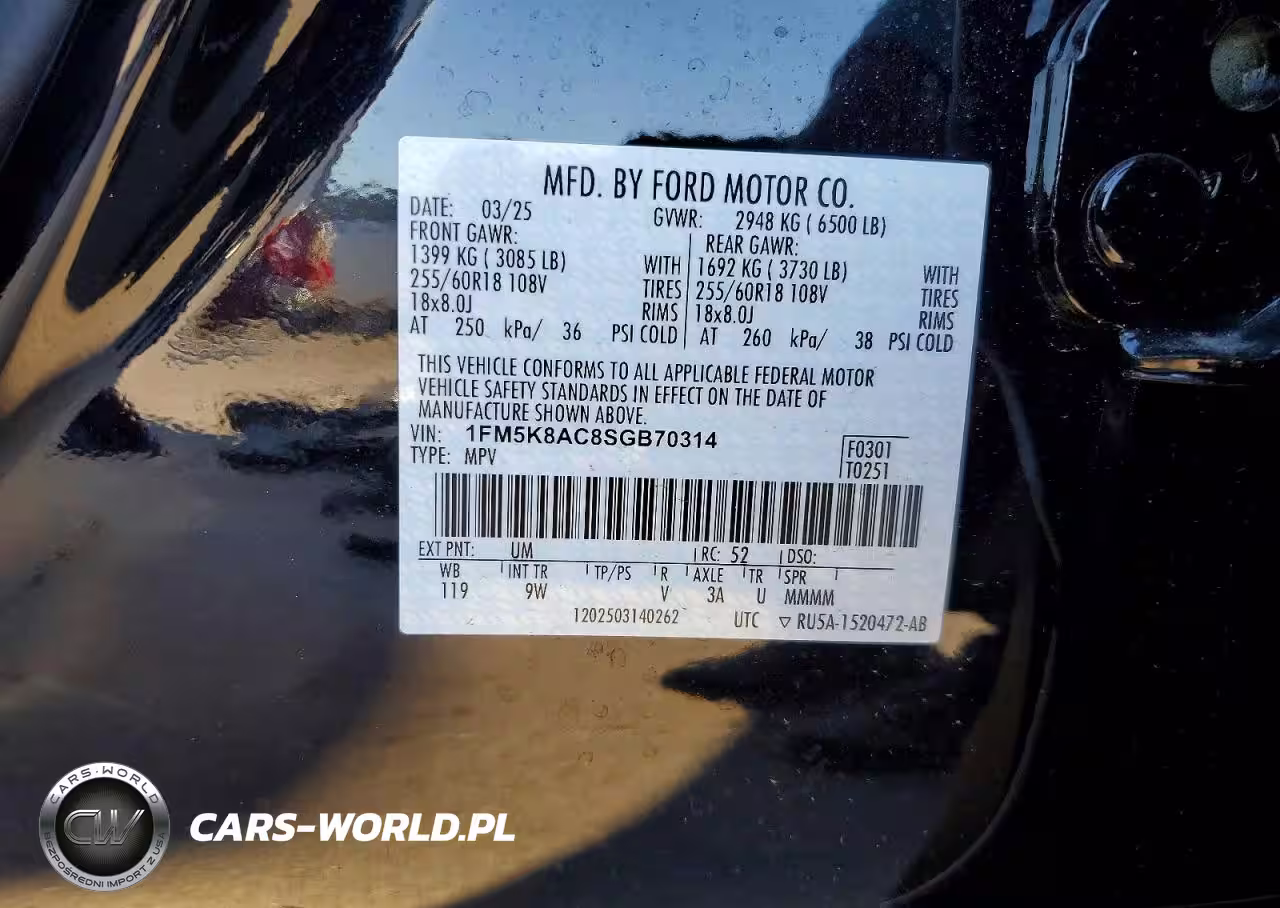 MFD. BY FORD MOTOR CO.
DATE: 03/25 GVWR: 2948 KG ( 6500 LB)
FRONT GAWR: REAR GAWR:
1399 KG ( 3085 LB) WITH 1692 KG ( 3730 LB) WITH
255/60R18 108V TIRES 255/60R18 108V TIRES
18x8.0J RIMS 18x8.0J RIMS
AT 250 kPa/ 36 PSI COLD AT 260 kPa/ 38 PSI COLD
THIS VEHICLE CONFORMS TO ALL APPLICABLE FEDERAL MOTOR
VEHICLE SAFETY STANDARDS IN EFFECT ON THE DATE OF
MANUFACTURE SHOWN ABOVE.
VIN: 1FM5K8AC8SGB70314 F0301
TYPE: MPV T0251
EXT PNT: UM RC: 52 DSO:
WB INT TR TP/PS R AXLE TR SPR
119 9W V 3A U MMMM
1202503140262 UTC ▽ RU5A-1520472-AB
CARS-WORLD
CW
BEZPOŚREDNI IMPORT Z USA
CARS-WORLD.PL